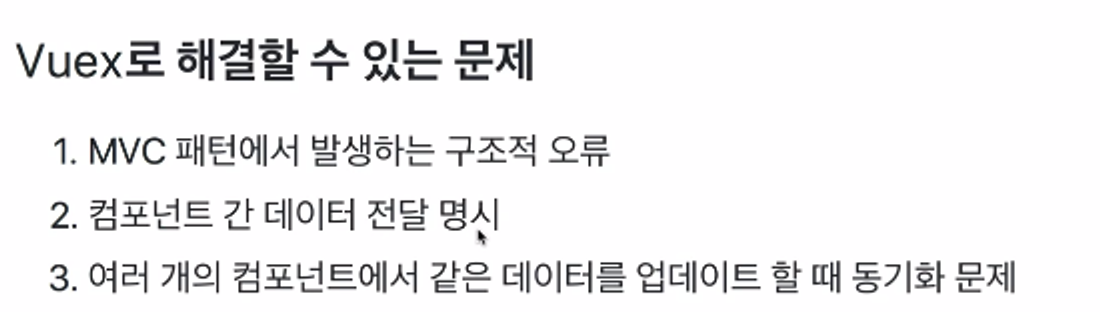 Vuex로 해결할 수 있는 문제
1. MVC 패턴에서 발생하는 구조적 오류
2. 컴포넌트 간 데이터 전달 명시
3. 여러 개의 컴포넌트에서 같은 데이터를 업데이트 할 때 동기화 문제